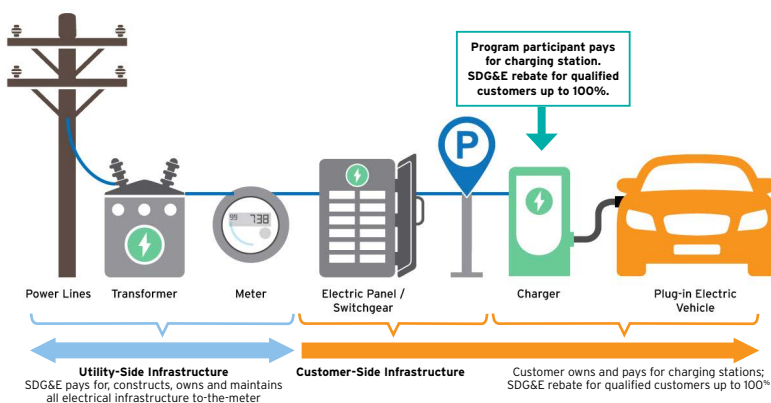 Program participant pays
for charging station.
SDG&E rebate for qualified
customers up to 100%.
P
99 738
Power Lines
Transformer
Meter
Electric Panel /
Switchgear
Charger
Plug-in Electric
Vehicle
Utility-Side Infrastructure
SDG&E pays for, constructs, owns and maintains
all electrical infrastructure to-the-meter
Customer-Side Infrastructure
Customer owns and pays for charging stations;
SDG&E rebate for qualified customers up to 100%